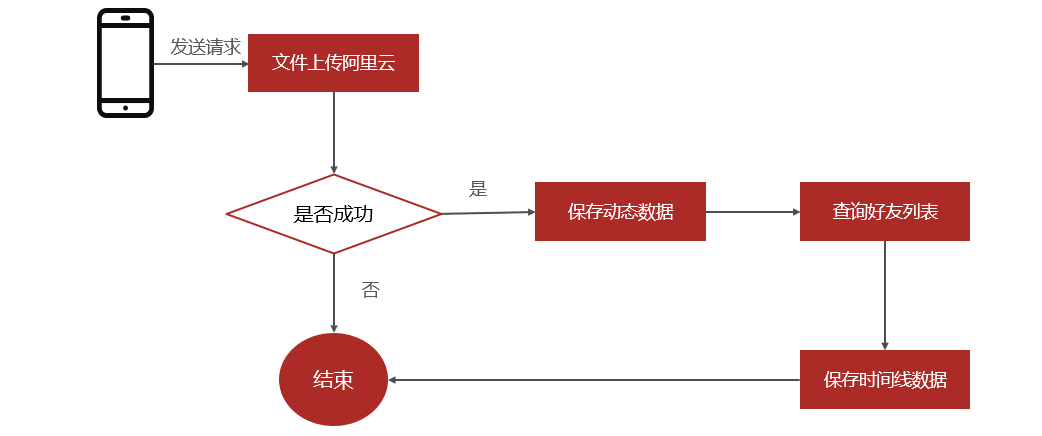 发送请求
文件上传阿里云
是否成功
是
保存动态数据
查询好友列表
否
结束
保存时间线数据